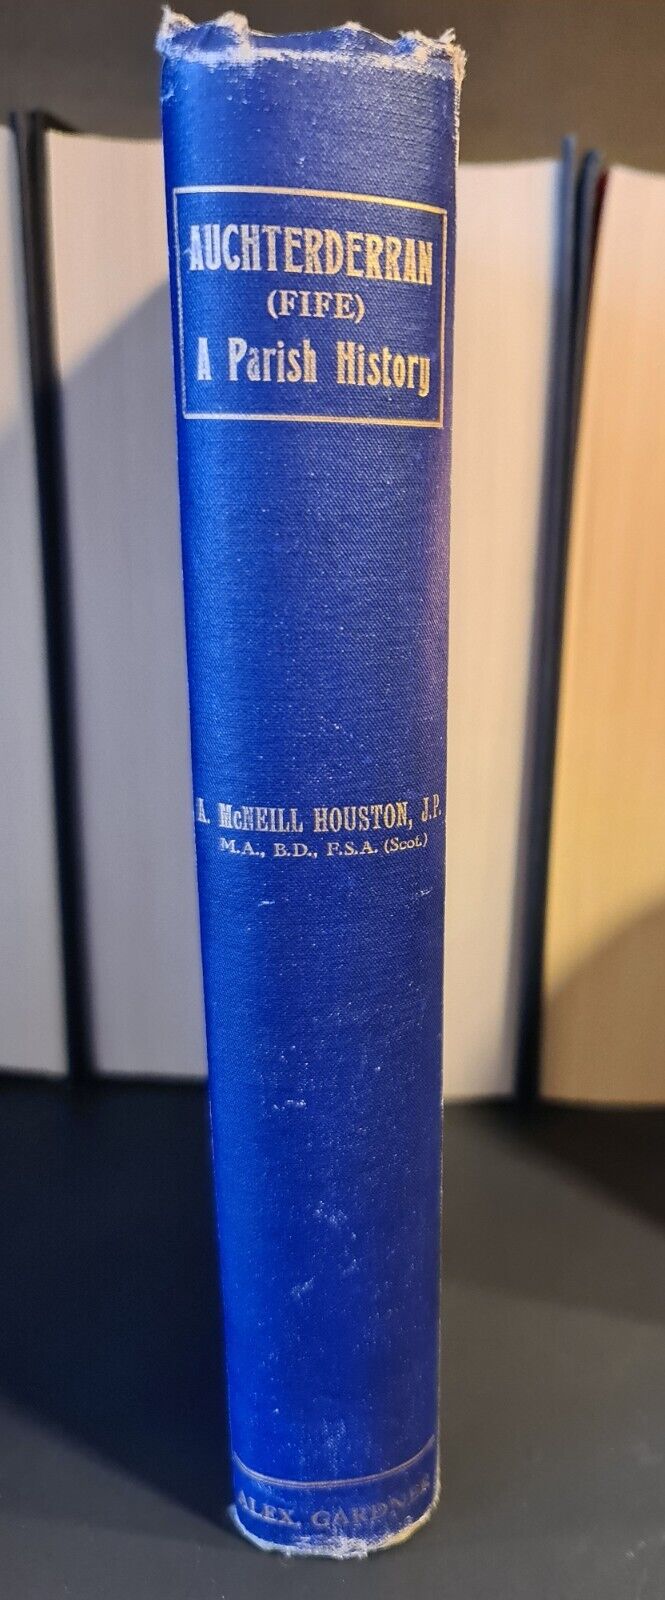 AUCHTERDERRAN
(FIFE)
A Parish History
A. McNEILL HOUSTON, J.P.
M.A., B.D., F.S.A. (Scot.)
ALEX. GARDNER